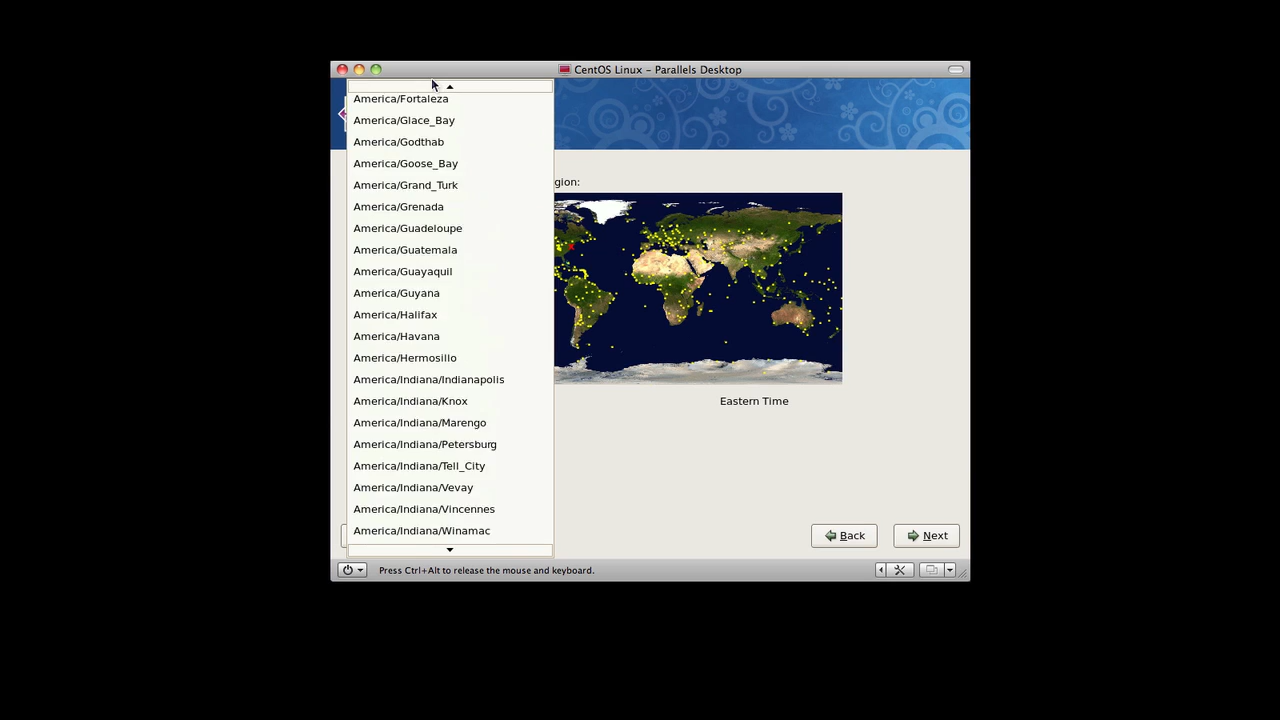 CentOS Linux – Parallels Desktop
America/Fortaleza
America/Glace_Bay
America/Godthab
America/Goose_Bay
America/Grand_Turk
America/Grenada
America/Guadeloupe
America/Guatemala
America/Guayaquil
America/Guyana
America/Halifax
America/Havana
America/Hermosillo
America/Indiana/Indianapolis
America/Indiana/Knox
America/Indiana/Marengo
America/Indiana/Petersburg
America/Indiana/Tell_City
America/Indiana/Vevay
America/Indiana/Vincennes
America/Indiana/Winamac
gion:
Eastern Time
Back
Next
Press Ctrl+Alt to release the mouse and keyboard.